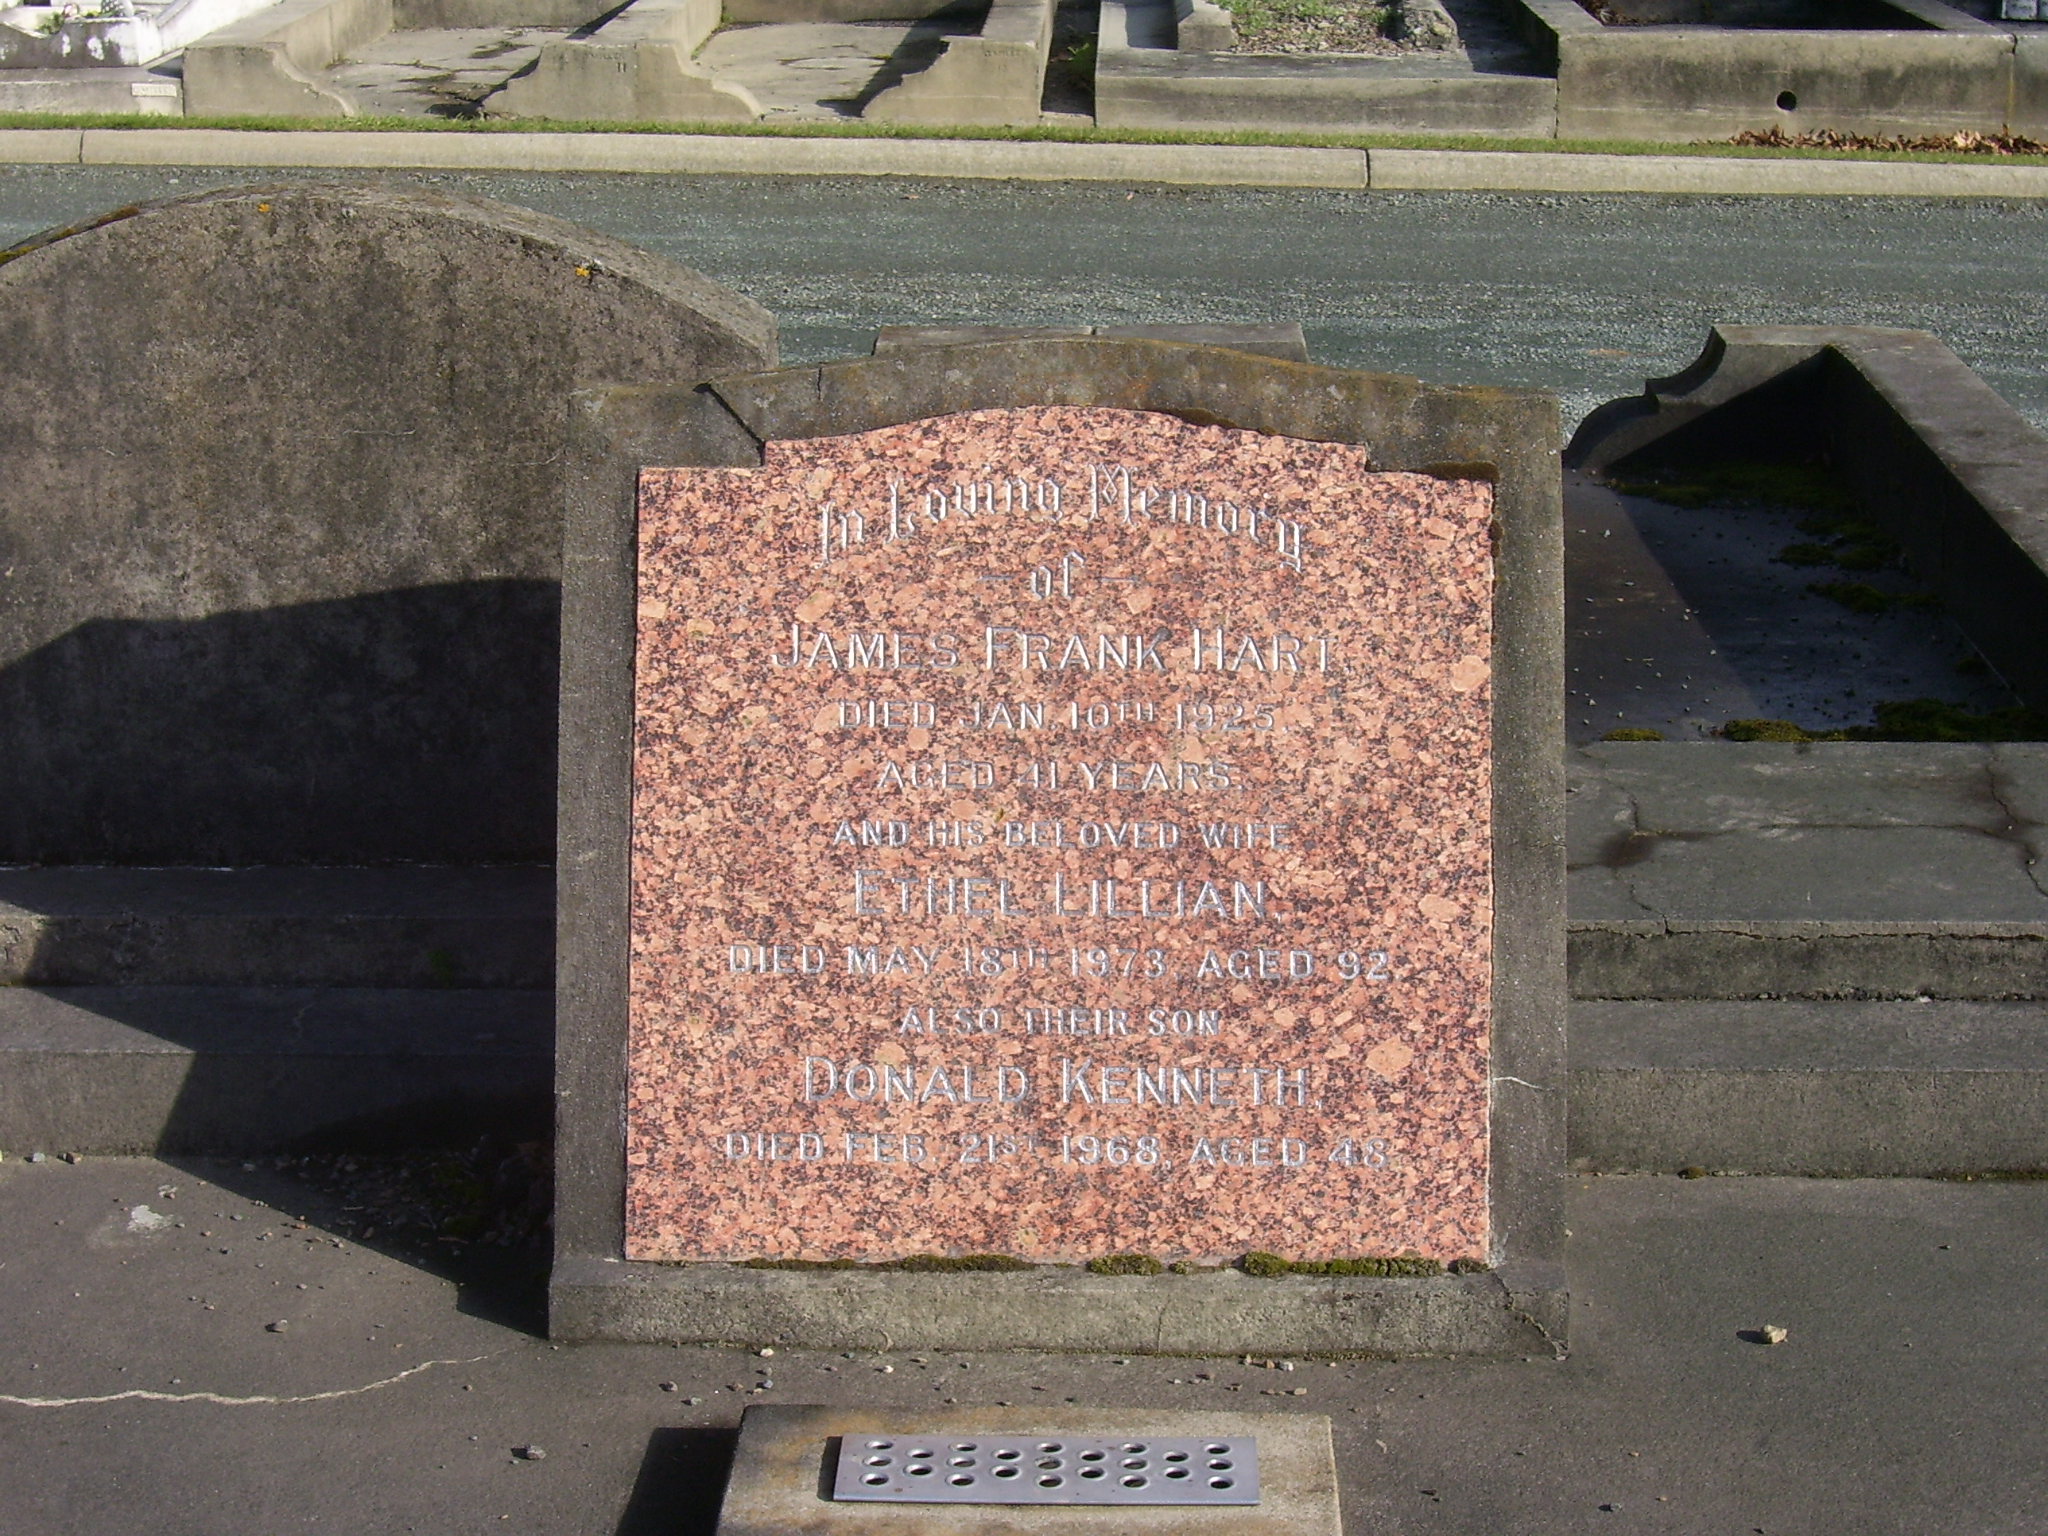 In Loving Memory
- of -
JAMES FRANK HART
DIED JAN 10TH 1925,
AGED 41 YEARS.
AND HIS BELOVED WIFE
ETHEL LILLIAN,
DIED MAY 18TH 1973, AGED 92
ALSO THEIR SON
DONALD KENNETH,
DIED FEB. 21ST 1968, AGED 48